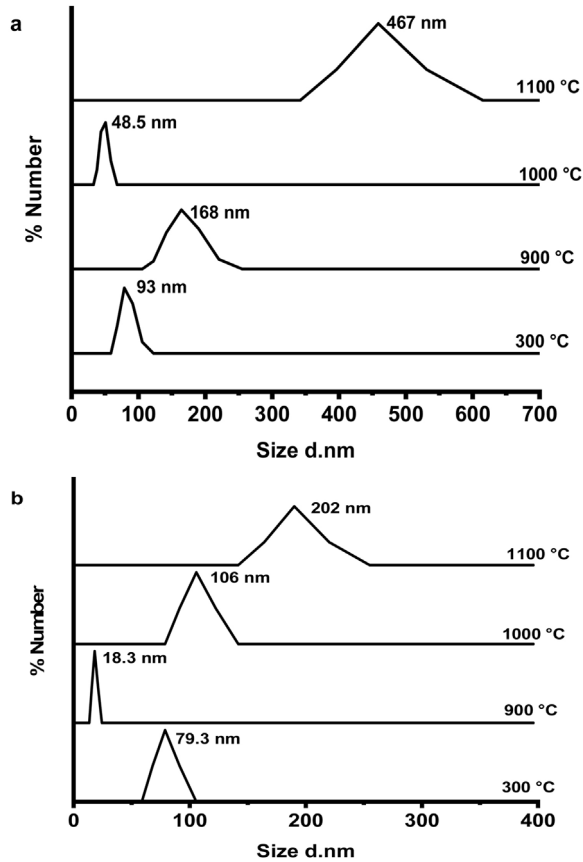 a
467 nm
1100 °C
48.5 nm
1000 °C
168 nm
900 °C
93 nm
300 °C
% Number
0 100 200 300 400 500 600 700
Size d.nm
b
202 nm
1100 °C
106 nm
1000 °C
18.3 nm
900 °C
79.3 nm
300 °C
% Number
0 100 200 300 400
Size d.nm